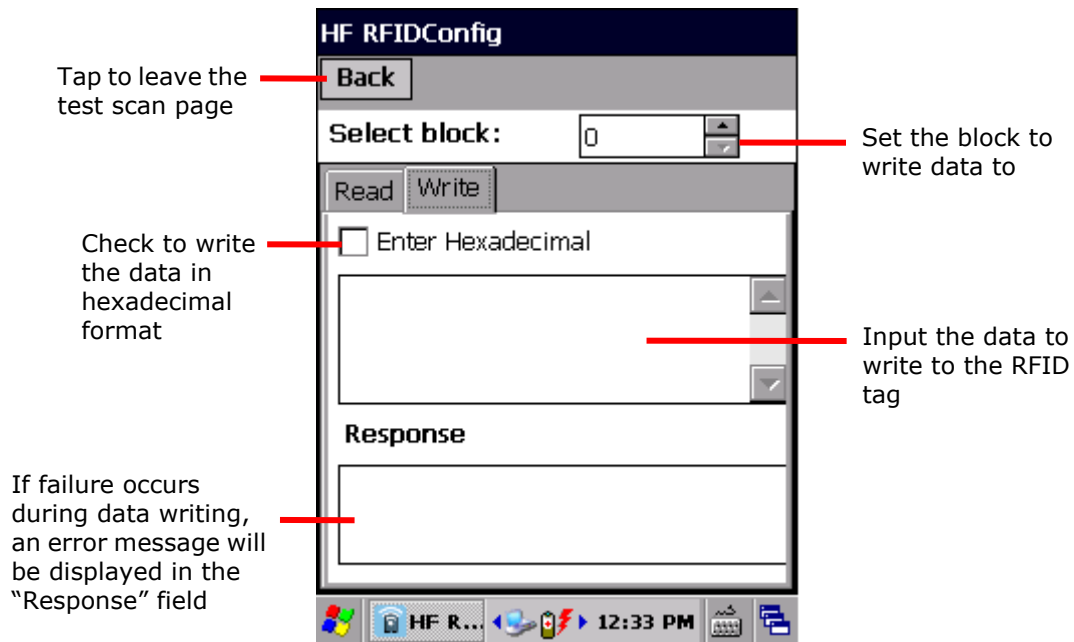 HF RFIDConfig
Tap to leave the
test scan page
Back
Select block:
0
Set the block to
write data to
Read
Write
Check to write
the data in
hexadecimal
format
Enter Hexadecimal
Input the data to
write to the RFID
tag
Response
If failure occurs
during data writing,
an error message will
be displayed in the
“Response” field
HF R...
12:33 PM